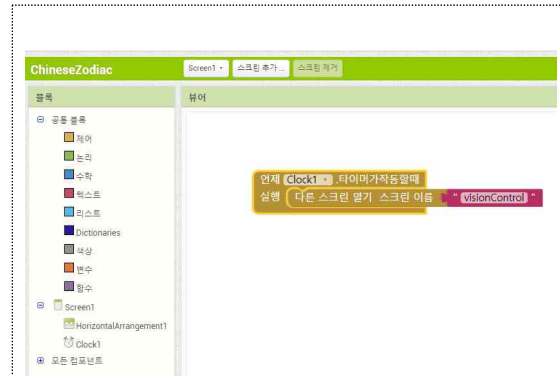 ChineseZodiac
Screen1
스크린 추가...
스크린 제거
블록
뷰어
공통 블록
제어
논리
수학
텍스트
리스트
Dictionaries
색상
변수
함수
Screen1
HorizontalArrangement1
Clock1
모든 컴포넌트
언제 Clock1 .타이머가작동할때
실행 다른 스크린 열기 스크린 이름 " visionControl "